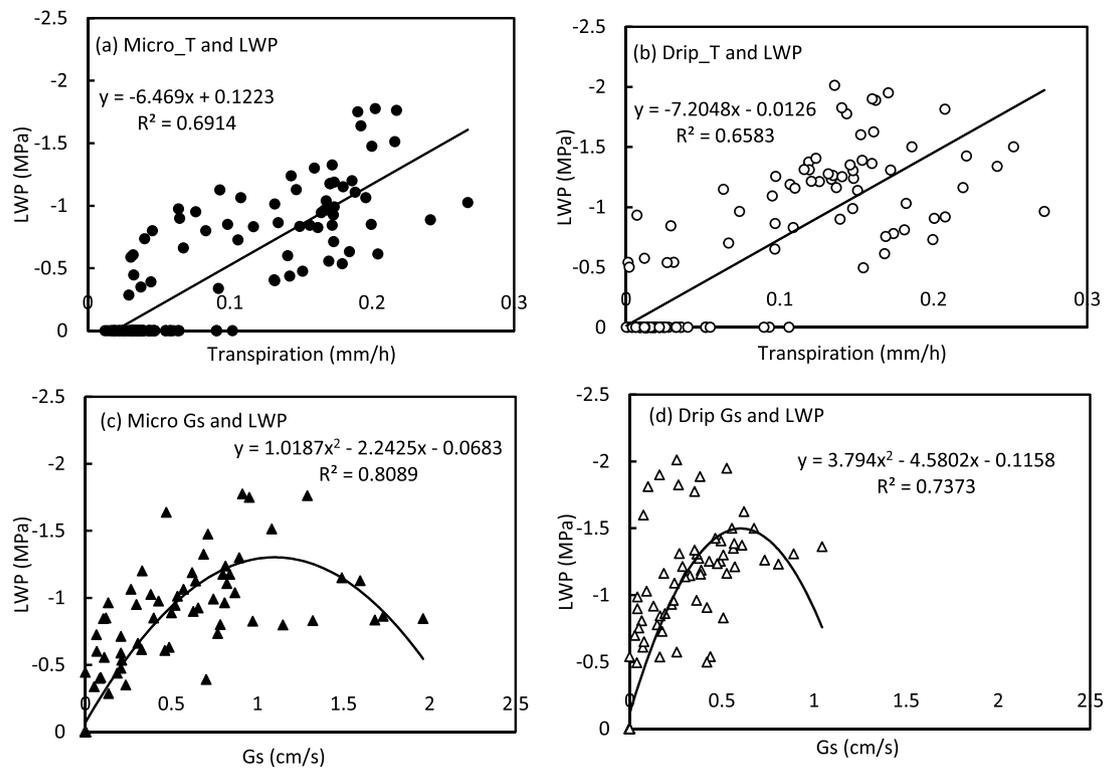 (a) Micro_T and LWP
y = -6.469x + 0.1223
R² = 0.6914
LWP (MPa)
-2.5
-2
-1.5
-1
-0.5
0
0 0.1 0.2 0.3
Transpiration (mm/h)
(b) Drip_T and LWP
y = -7.2048x - 0.0126
R² = 0.6583
LWP (MPa)
-2.5
-2
-1.5
-1
-0.5
0
0 0.1 0.2 0.3
Transpiration (mm/h)
(c) Micro Gs and LWP
y = 1.0187x² - 2.2425x - 0.0683
R² = 0.8089
LWP (MPa)
-2.5
-2
-1.5
-1
-0.5
0
0 0.5 1 1.5 2 2.5
Gs (cm/s)
(d) Drip Gs and LWP
y = 3.794x² - 4.5802x - 0.1158
R² = 0.7373
LWP (MPa)
-2.5
-2
-1.5
-1
-0.5
0
0 0.5 1 1.5 2 2.5
Gs (cm/s)